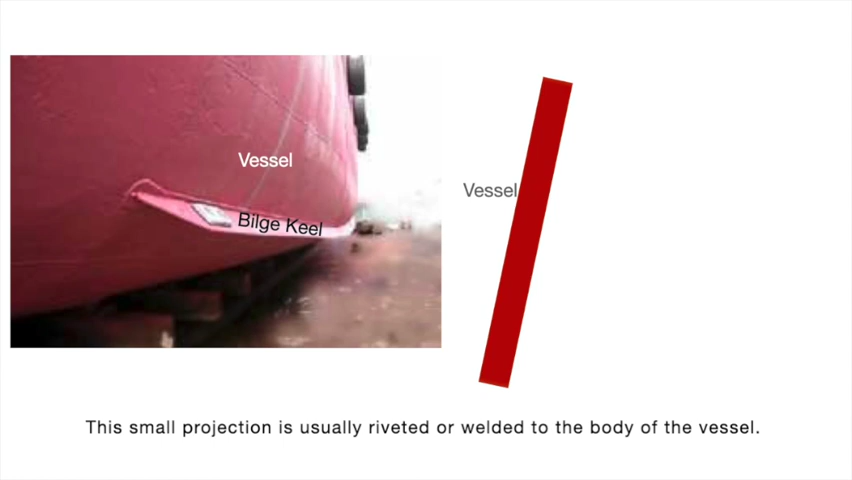 Vessel
Bilge Keel
Vessel
This small projection is usually riveted or welded to the body of the vessel.